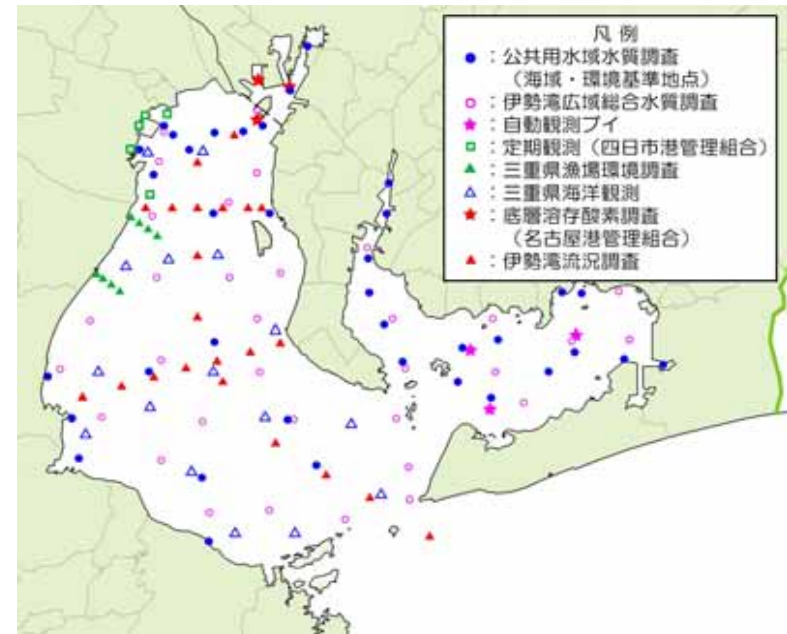 凡例
●：公共用水域水質調査
（海域・環境基準地点）
○：伊勢湾広域総合水質調査
★：自動観測ブイ
□：定期観測（四日市港管理組合）
▲：三重県漁場環境調査
△：三重県海洋観測
★：底層溶存酸素調査
（名古屋港管理組合）
▲：伊勢湾流況調査